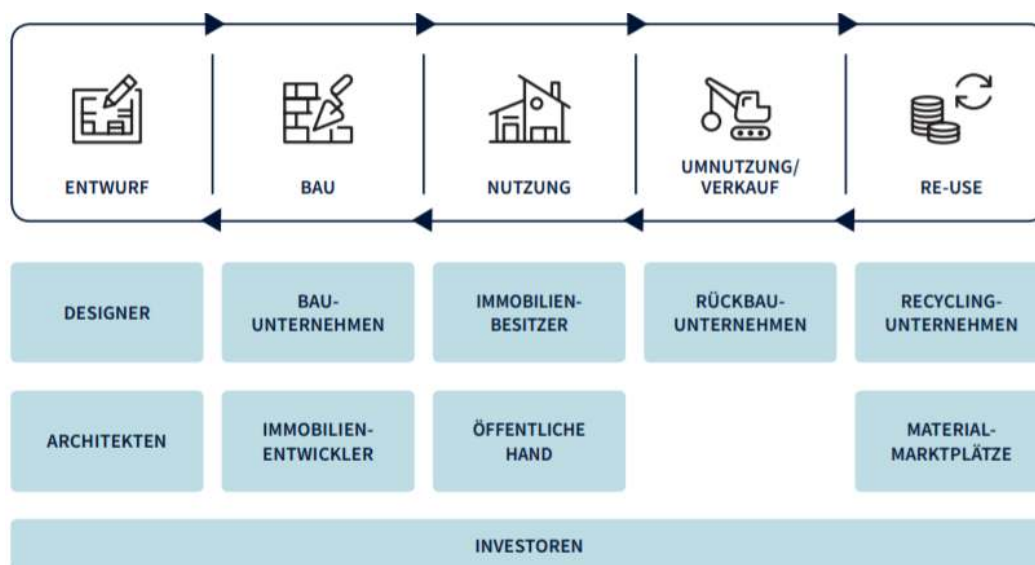 ENTWURF
BAU
NUTZUNG
UMNUTZUNG/
VERKAUF
RE-USE
DESIGNER
BAU-
UNTERNEHMEN
IMMOBILIEN-
BESITZER
RÜCKBAU-
UNTERNEHMEN
RECYCLING-
UNTERNEHMEN
ARCHITEKTEN
IMMOBILIEN-
ENTWICKLER
ÖFFENTLICHE
HAND
MATERIAL-
MARKTPLÄTZE
INVESTOREN